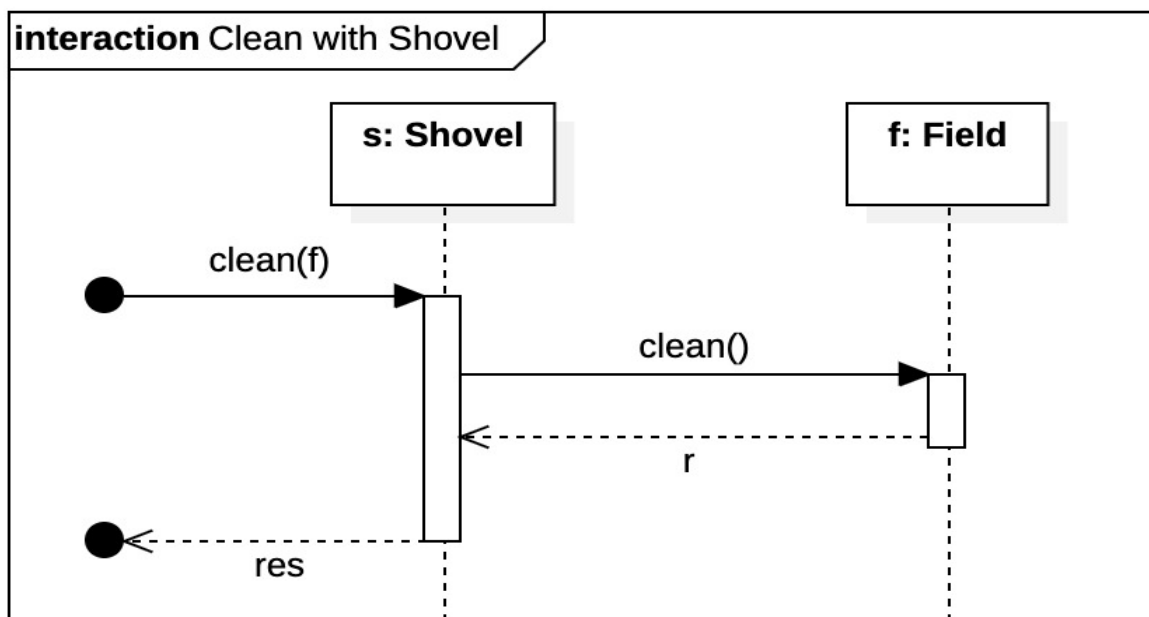 interaction Clean with Shovel
s: Shovel
f: Field
clean(f)
clean()
r
res